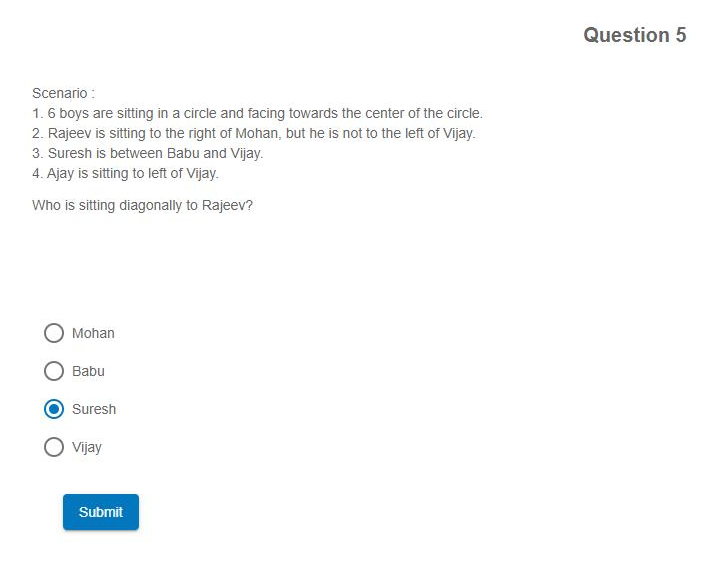 Question 5
Scenario :
1. 6 boys are sitting in a circle and facing towards the center of the circle.
2. Rajeev is sitting to the right of Mohan, but he is not to the left of Vijay.
3. Suresh is between Babu and Vijay.
4. Ajay is sitting to left of Vijay.
Who is sitting diagonally to Rajeev?
Mohan
Babu
Suresh
Vijay
Submit